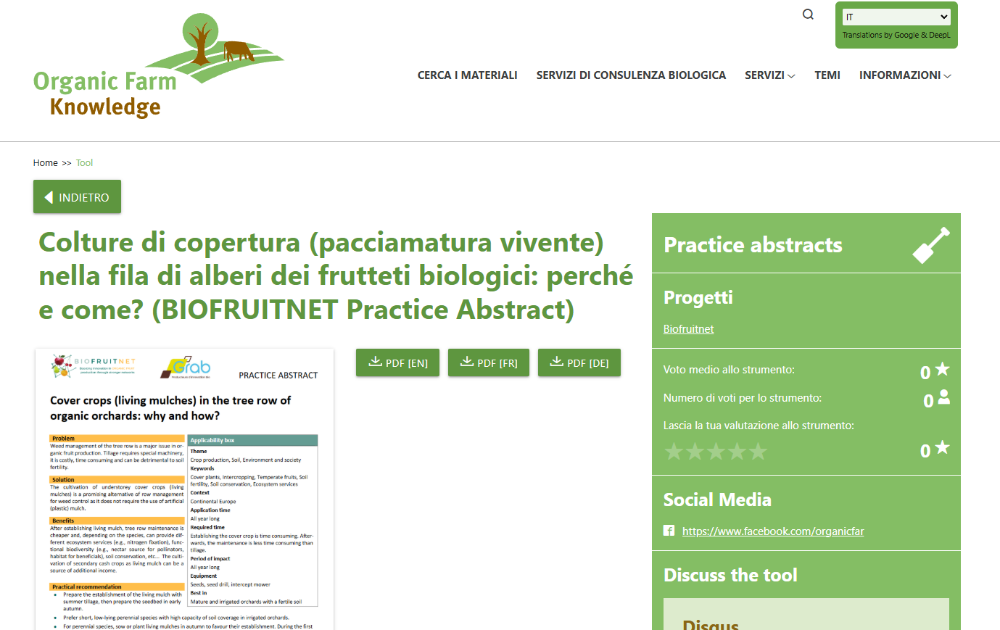 IT
Translations by Google & DeepL
Organic Farm
Knowledge
CERCA I MATERIALI
SERVIZI DI CONSULENZA BIOLOGICA
SERVIZI
TEMI
INFORMAZIONI
Home >> Tool
INDIETRO
Colture di copertura (pacciamatura vivente)
nella fila di alberi dei frutteti biologici: perché
e come? (BIOFRUITNET Practice Abstract)
BIOFRUITNET
Boosting Innovation in ORGANIC FRUIT
production through stronger networks
Grab
Producteurs d'innovation bio
PRACTICE ABSTRACT
Cover crops (living mulches) in the tree row of
organic orchards: why and how?
Problem
Weed management of the tree row is a major issue in or-
ganic fruit production. Tillage requires special machinery,
it is costly, time consuming and can be detrimental to soil
fertility.
Solution
The cultivation of understorey cover crops (living
mulches) is a promising alternative of row management
for weed control as it does not require the use of artificial
(plastic) mulch.
Benefits
After establishing living mulch, tree row maintenance is
cheaper and, depending on the species, can provide dif-
ferent ecosystem services (e.g., nitrogen fixation), func-
tional biodiversity (e.g., nectar source for pollinators,
habitat for beneficials), soil conservation, etc... The culti-
vation of secondary cash crops as living mulch can be a
source of additional income.
Practical recommendation
• Prepare the establishment of the living mulch with
summer tillage, then prepare the seedbed in early
autumn.
• Prefer short, low-lying perennial species with high capacity of soil coverage in irrigated orchards.
• For perennial species, sow or plant living mulches in autumn to favour their establishment. During the first
Applicability box
Theme
Crop production, Soil, Environment and society
Keywords
Cover plants, Intercropping, Temperate fruits, Soil
fertility, Soil conservation, Ecosystem services
Context
Continental Europe
Application time
All year long
Required time
Establishing the cover crop is time consuming. After-
wards, the maintenance is less time consuming than
tillage.
Period of impact
All year long
Equipment
Seeds, seed drill, intercept mower
Best in
Mature and irrigated orchards with a fertile soil
PDF [EN]
PDF [FR]
PDF [DE]
Practice abstracts
Progetti
Biofruitnet
Voto medio allo strumento:
0
Numero di voti per lo strumento:
0
Lascia la tua valutazione allo strumento:
0
Social Media
https://www.facebook.com/organicfar
Discuss the tool
Disqus